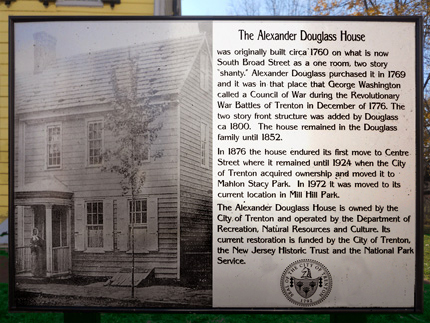 The Alexander Douglass House
was originally built circa 1760 on what is now
South Broad Street as a one room, two story
"shanty." Alexander Douglass purchased it in 1769
and it was in that place that George Washington
called a Council of War during the Revolutionary
War Battles of Trenton in December of 1776. The
two story front structure was added by Douglass
ca 1800. The house remained in the Douglass
family until 1852.
In 1876 the house endured its first move to Centre
Street where it remained until 1924 when the City
of Trenton acquired ownership and moved it to
Mahlon Stacy Park. In 1972 it was moved to its
current location in Mill Hill Park.
The Alexander Douglass House is owned by the
City of Trenton and operated by the Department of
Recreation, Natural Resources and Culture. Its
current restoration is funded by the City of Trenton,
the New Jersey Historic Trust and the National Park
Service.